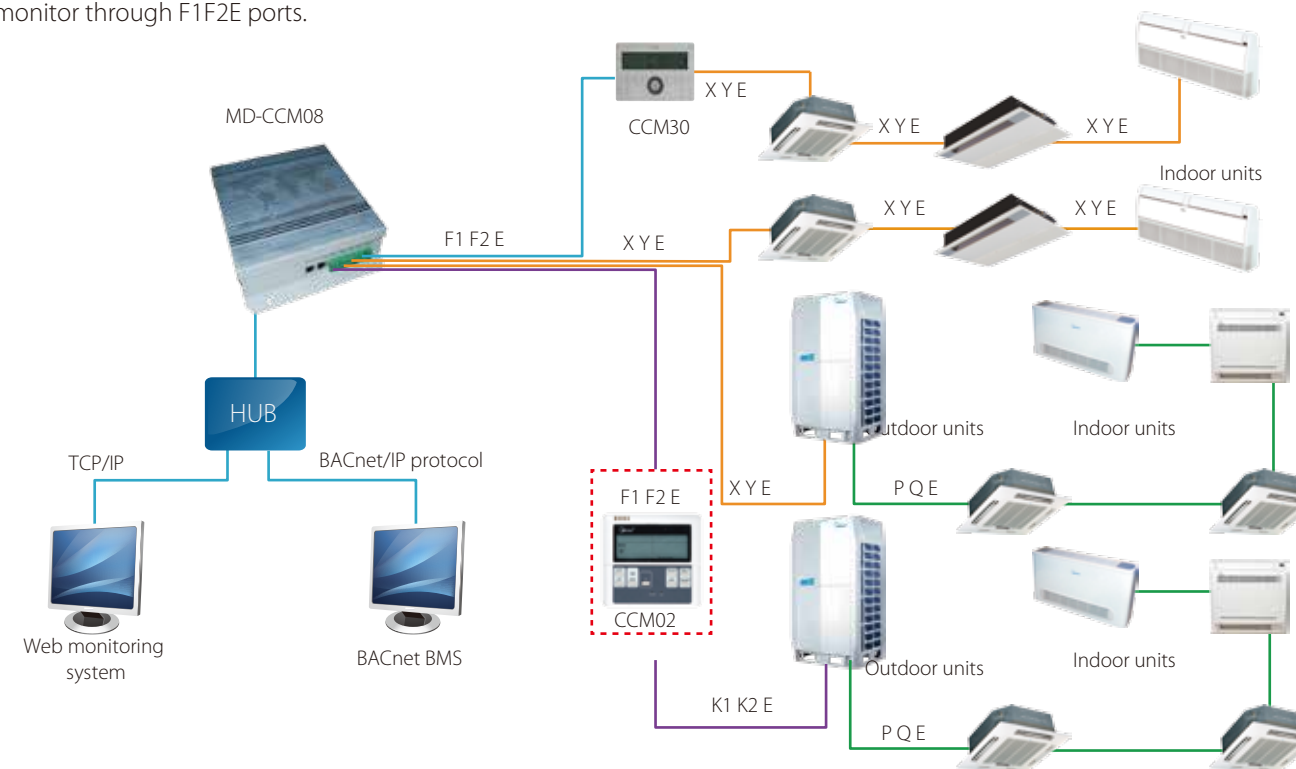 monitor through F1F2E ports.
MD-CCM08
CCM30
X Y E
X Y E
X Y E
Indoor units
F1 F2 E
X Y E
X Y E
X Y E
HUB
TCP/IP
BACnet/IP protocol
Web monitoring
system
BACnet BMS
utdoor units
Indoor units
F1 F2 E
X Y E
P Q E
CCM02
Outdoor units
Indoor units
K1 K2 E
P Q E